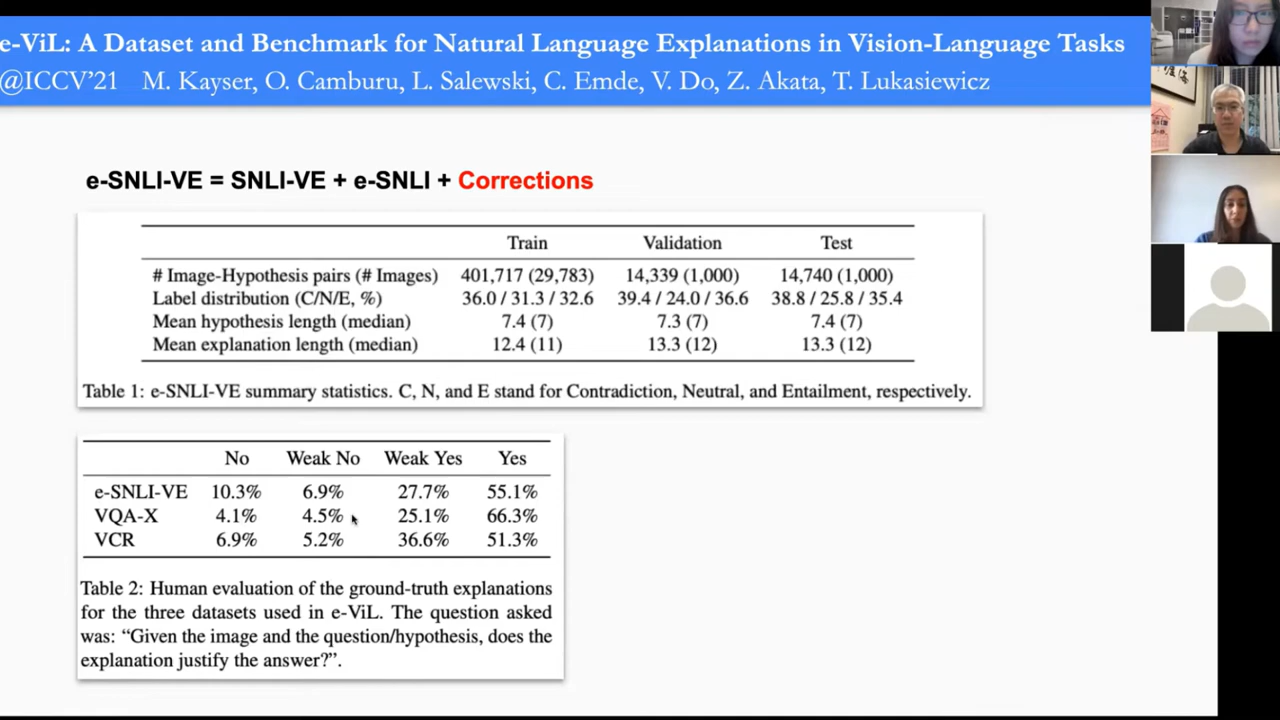 e-ViL: A Dataset and Benchmark for Natural Language Explanations in Vision-Language Tasks
@ICCV'21 M. Kayser, O. Camburu, L. Salewski, C. Emde, V. Do, Z. Akata, T. Lukasiewicz
e-SNLI-VE = SNLI-VE + e-SNLI + Corrections
Train Validation Test
# Image-Hypothesis pairs (# Images) 401,717 (29,783) 14,339 (1,000) 14,740 (1,000)
Label distribution (C/N/E, %) 36.0 / 31.3 / 32.6 39.4 / 24.0 / 36.6 38.8 / 25.8 / 35.4
Mean hypothesis length (median) 7.4 (7) 7.3 (7) 7.4 (7)
Mean explanation length (median) 12.4 (11) 13.3 (12) 13.3 (12)
Table 1: e-SNLI-VE summary statistics. C, N, and E stand for Contradiction, Neutral, and Entailment, respectively.
No Weak No Weak Yes Yes
e-SNLI-VE 10.3% 6.9% 27.7% 55.1%
VQA-X 4.1% 4.5% 25.1% 66.3%
VCR 6.9% 5.2% 36.6% 51.3%
Table 2: Human evaluation of the ground-truth explanations
for the three datasets used in e-ViL. The question asked
was: “Given the image and the question/hypothesis, does the
explanation justify the answer?”.